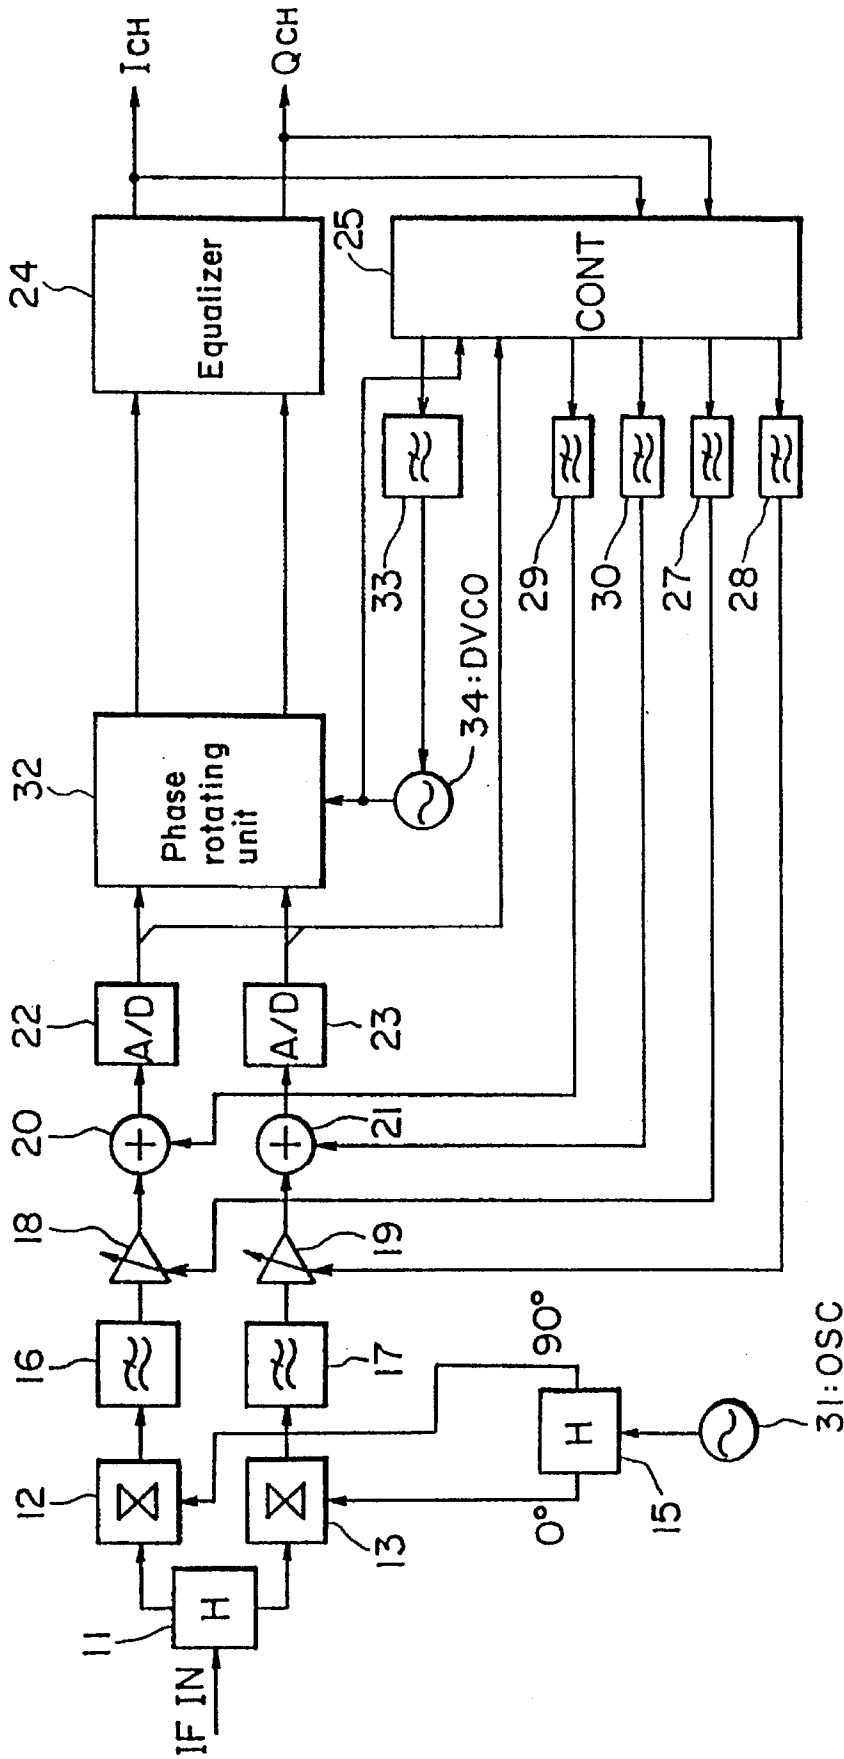 IF IN
11
H
12
13
16
17
18
19
20
21
22
A/D
23
A/D
32
Phase
rotating
unit
24
Equalizer
ICH
QCH
25
CONT
33
34:DVCO
29
30
27
28
0°
90°
H
15
31:OSC